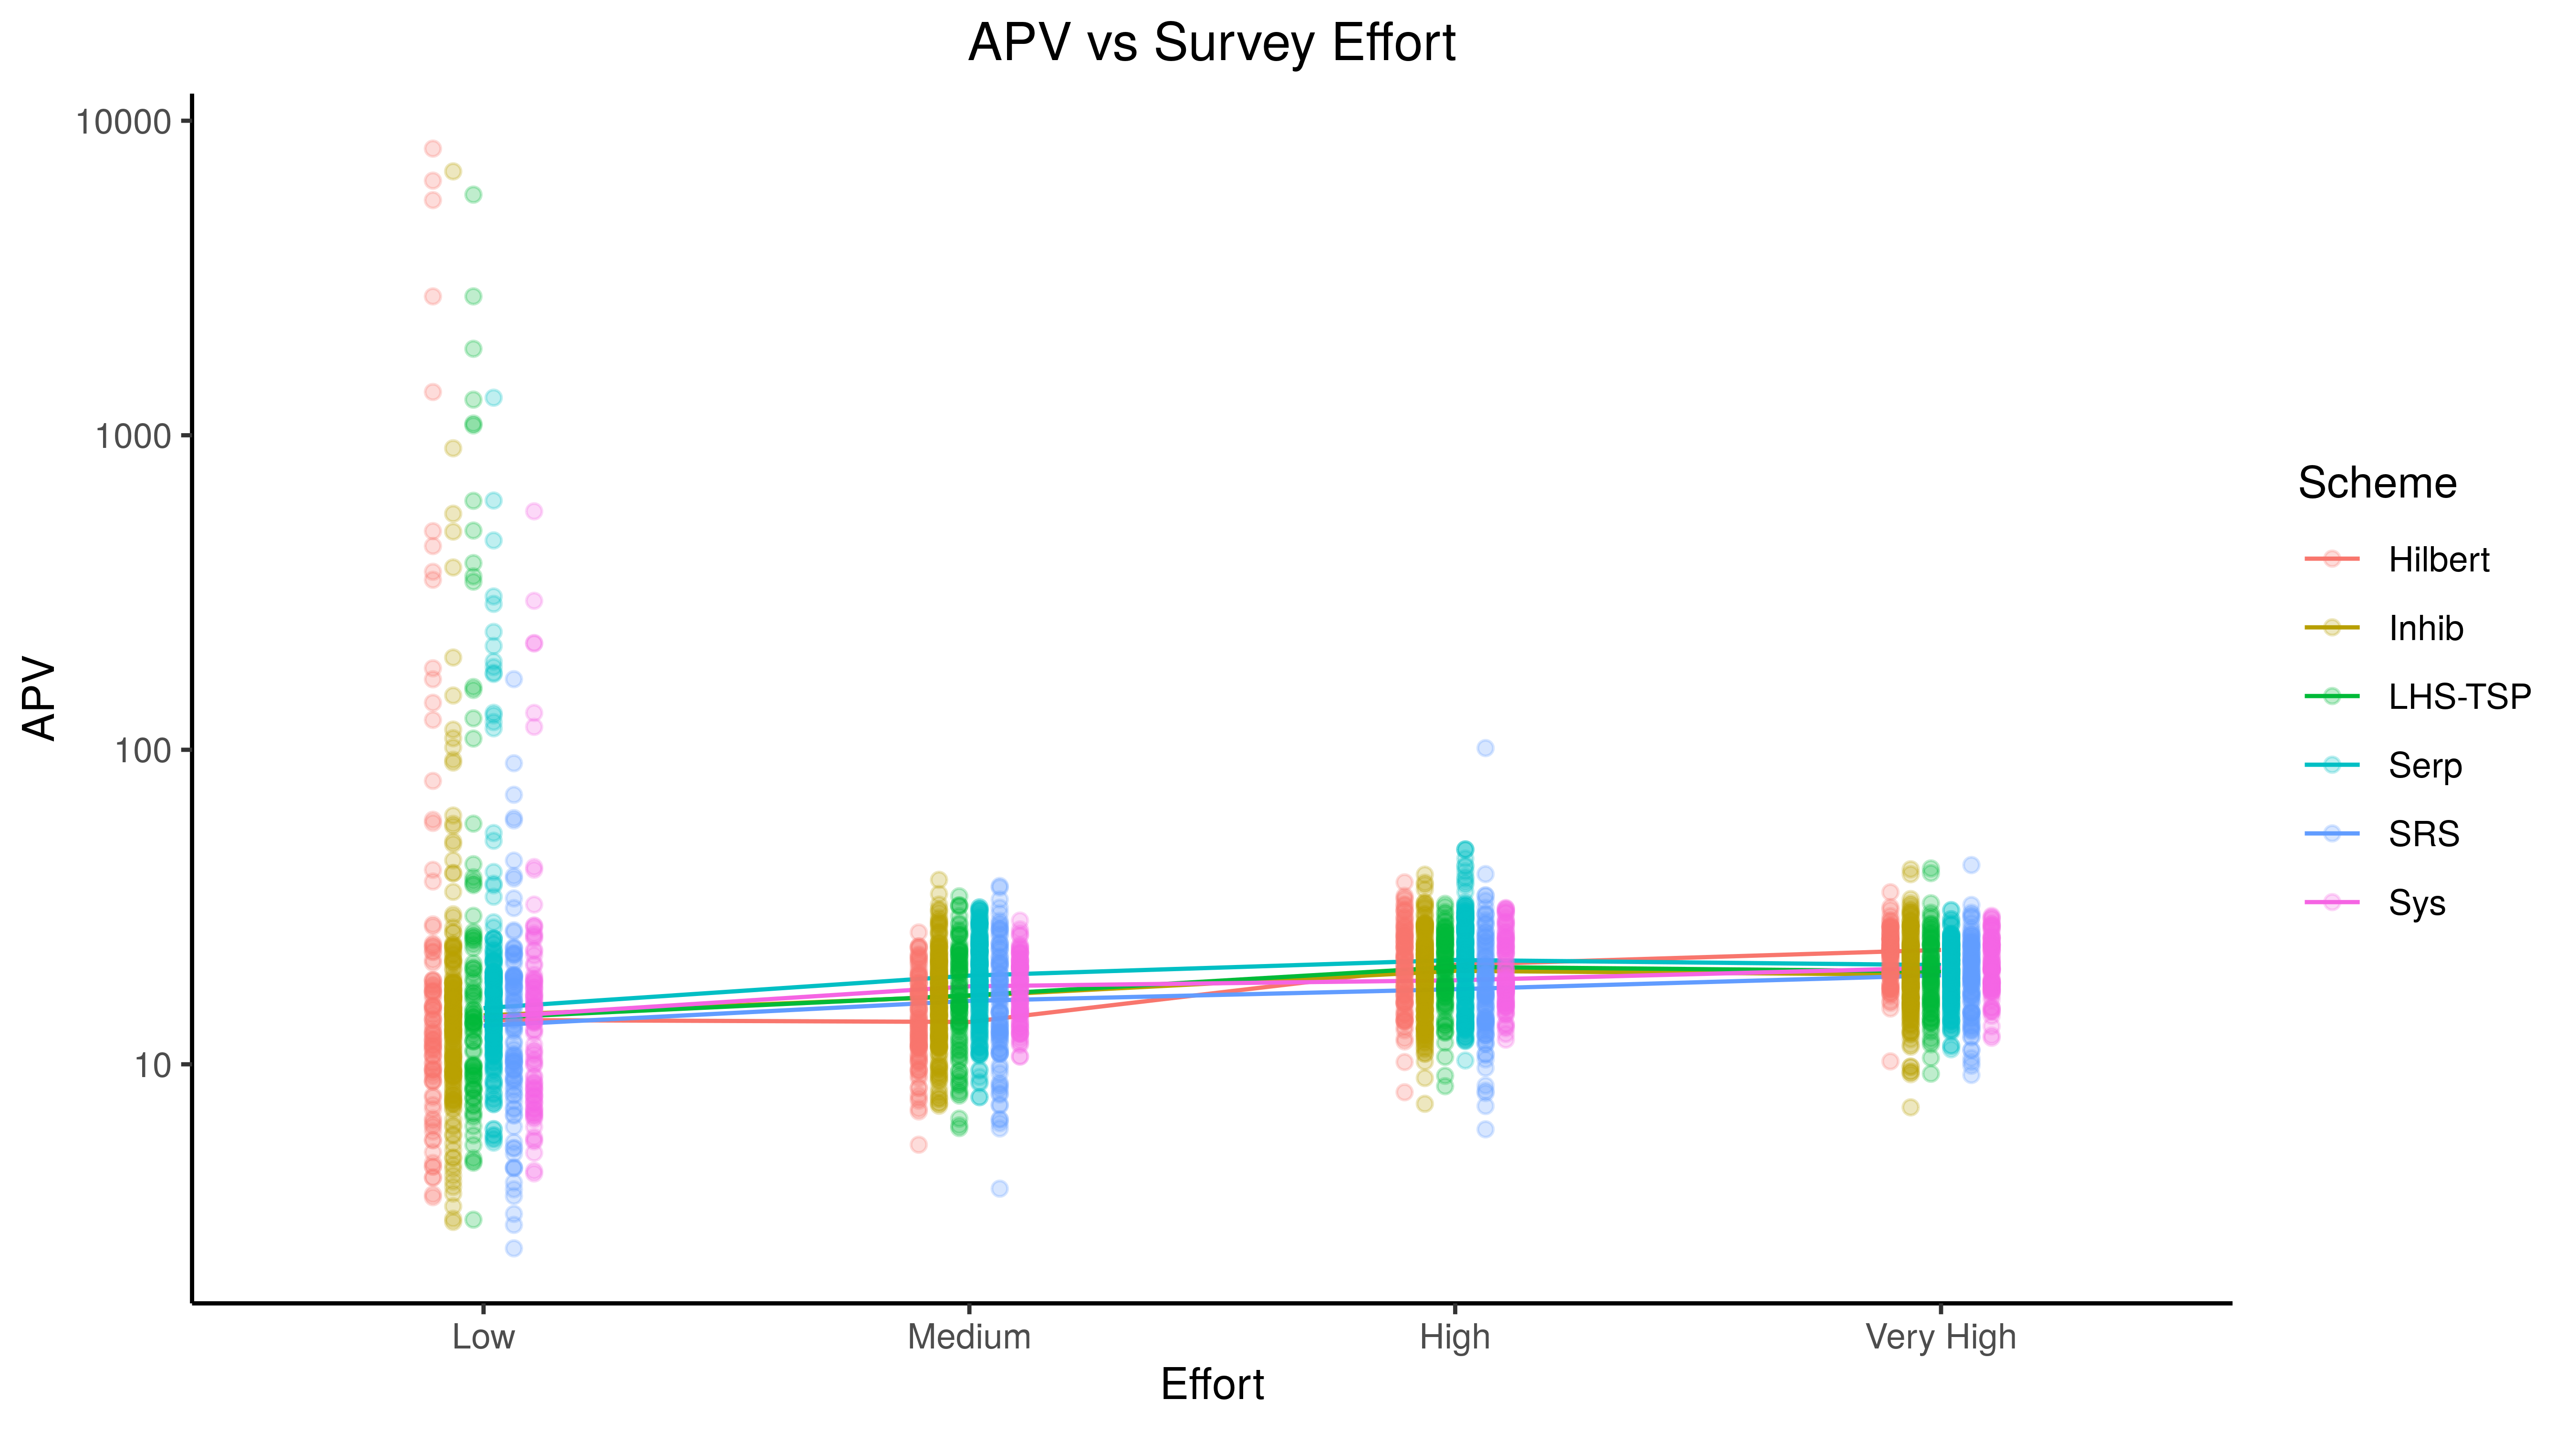 APV vs Survey Effort
10000
1000
100
10
APV
Low Medium High Very High
Effort
Scheme
Hilbert
Inhib
LHS-TSP
Serp
SRS
Sys